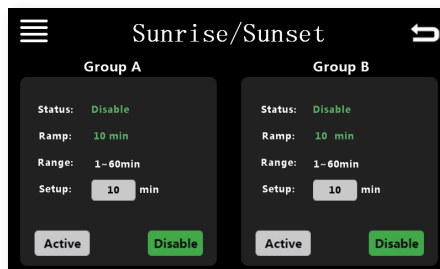 Sunrise/Sunset
Group A
Status: Disable
Ramp: 10 min
Range: 1~60min
Setup: 10 min
Active Disable
Group B
Status: Disable
Ramp: 10 min
Range: 1~60min
Setup: 10 min
Active Disable